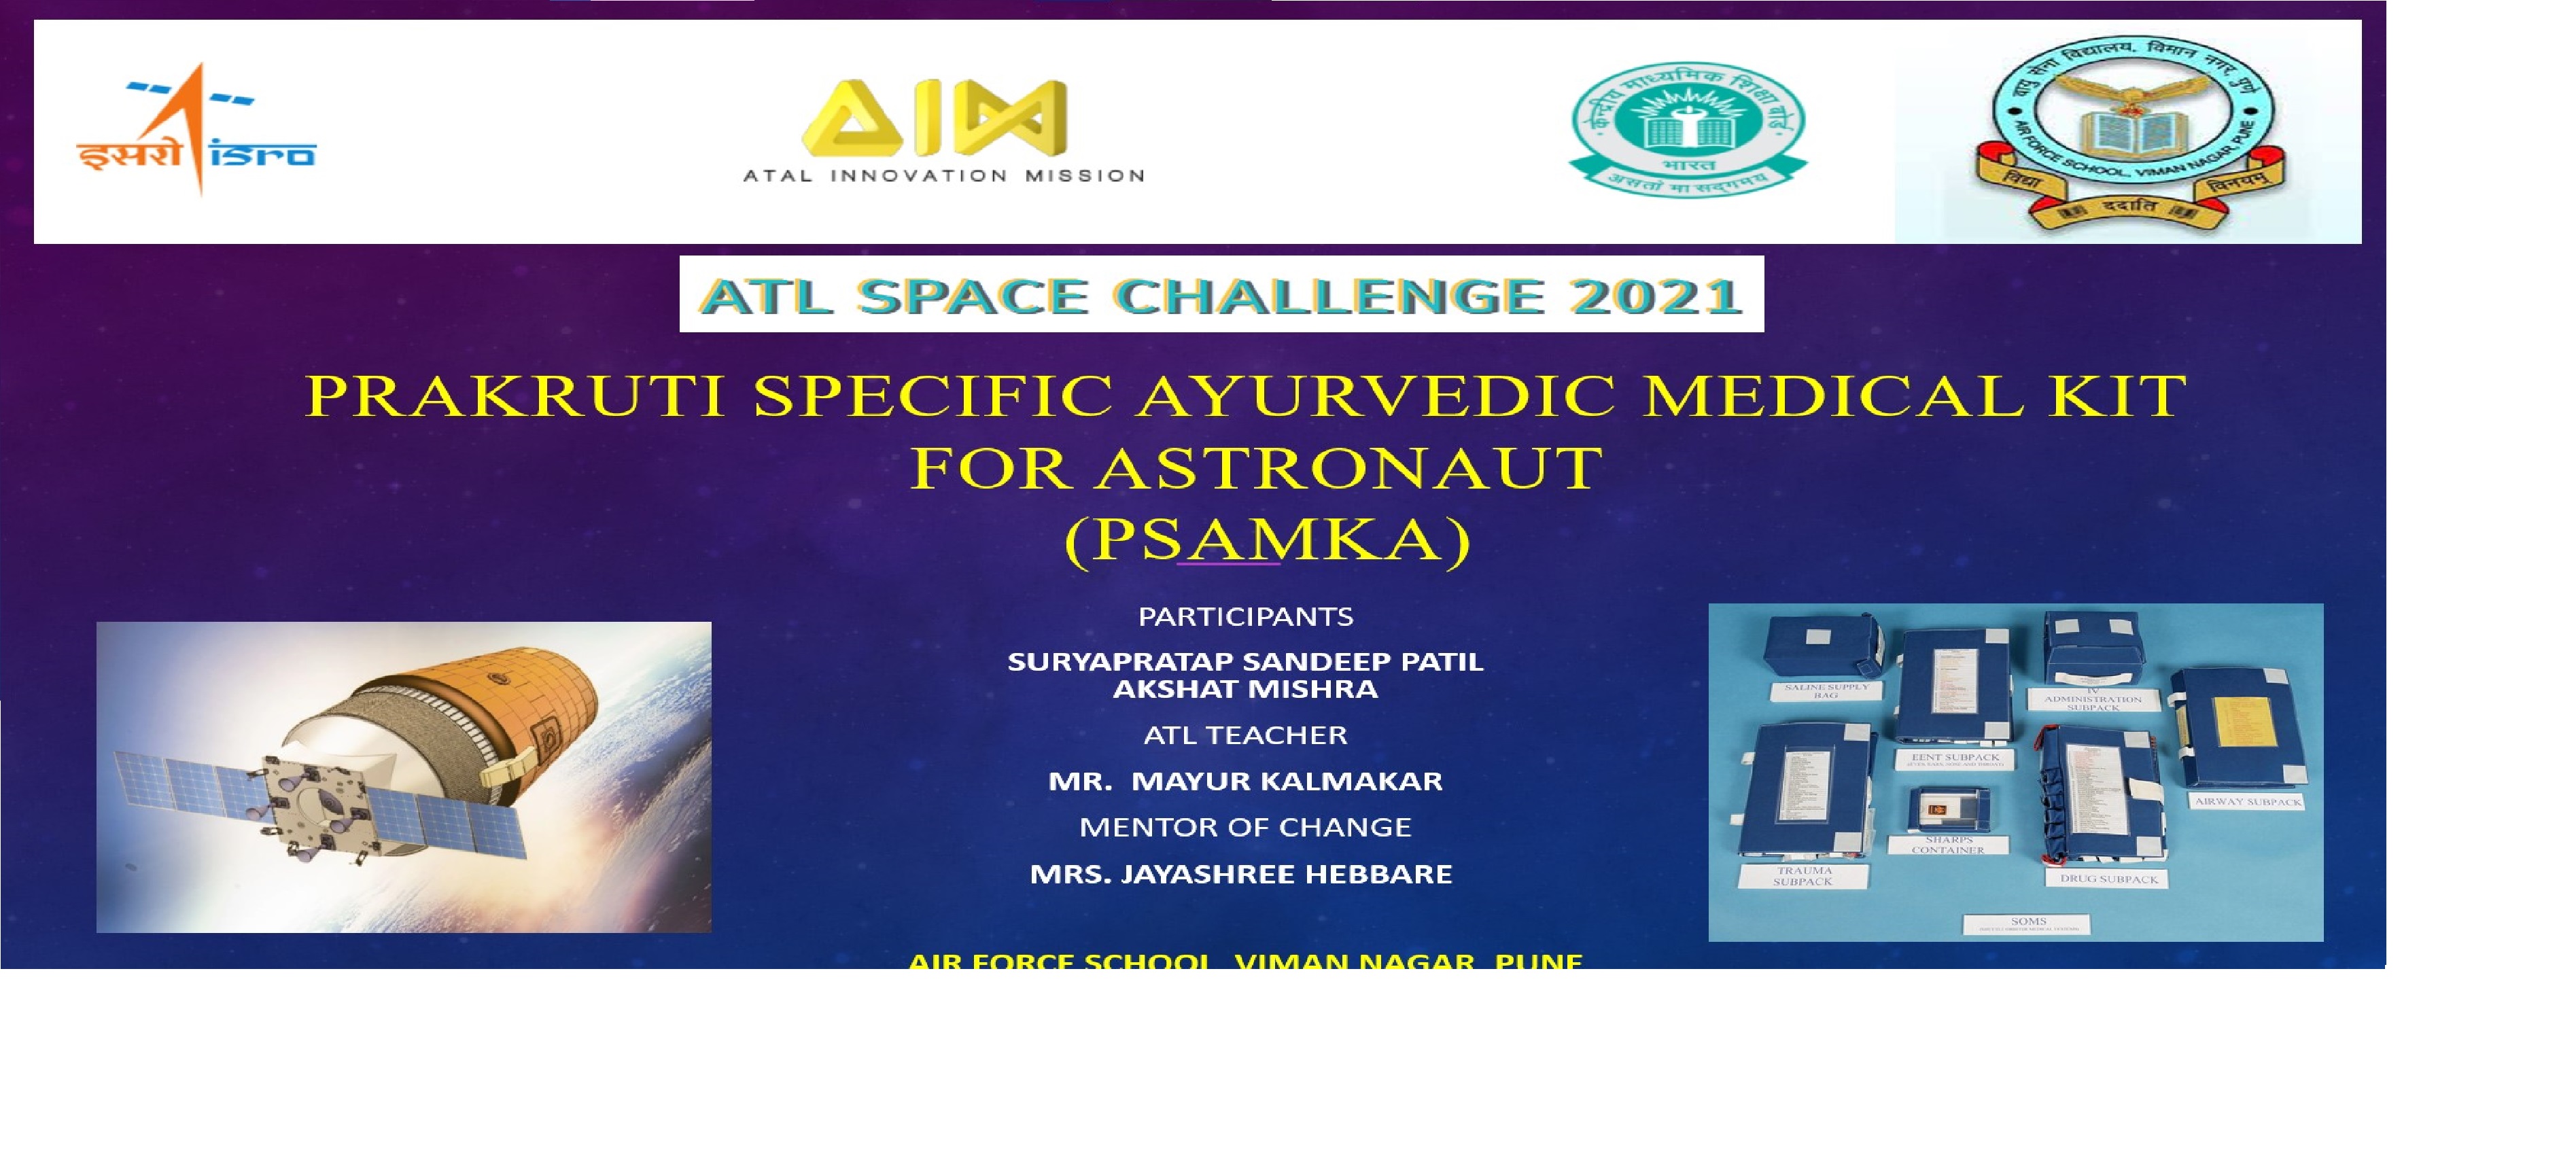 इसरो isro
AIM
ATAL INNOVATION MISSION
केन्द्रीय माध्यमिक शिक्षा बोर्ड
भारत
असतो मा सद्गमय
वायु सेना विद्यालय, विमान नगर, पुणे
AIR FORCE SCHOOL, VIMAN NAGAR, PUNE
विद्या ददाति विनयम्
ATL SPACE CHALLENGE 2021
PRAKRUTI SPECIFIC AYURVEDIC MEDICAL KIT
FOR ASTRONAUT
(PSAMKA)
PARTICIPANTS
SURYAPRATAP SANDEEP PATIL
AKSHAT MISHRA
ATL TEACHER
MR. MAYUR KALMAKAR
MENTOR OF CHANGE
MRS. JAYASHREE HEBBARE
AIR FORCE SCHOOL, VIMAN NAGAR, PUNE
SALINE SUPPLY
BAG
IV
ADMINISTRATION
SUBPACK
EENT SUBPACK
AIRWAY SUBPACK
SHARPS
CONTAINER
TRAUMA
SUBPACK
DRUG SUBPACK
SOMS